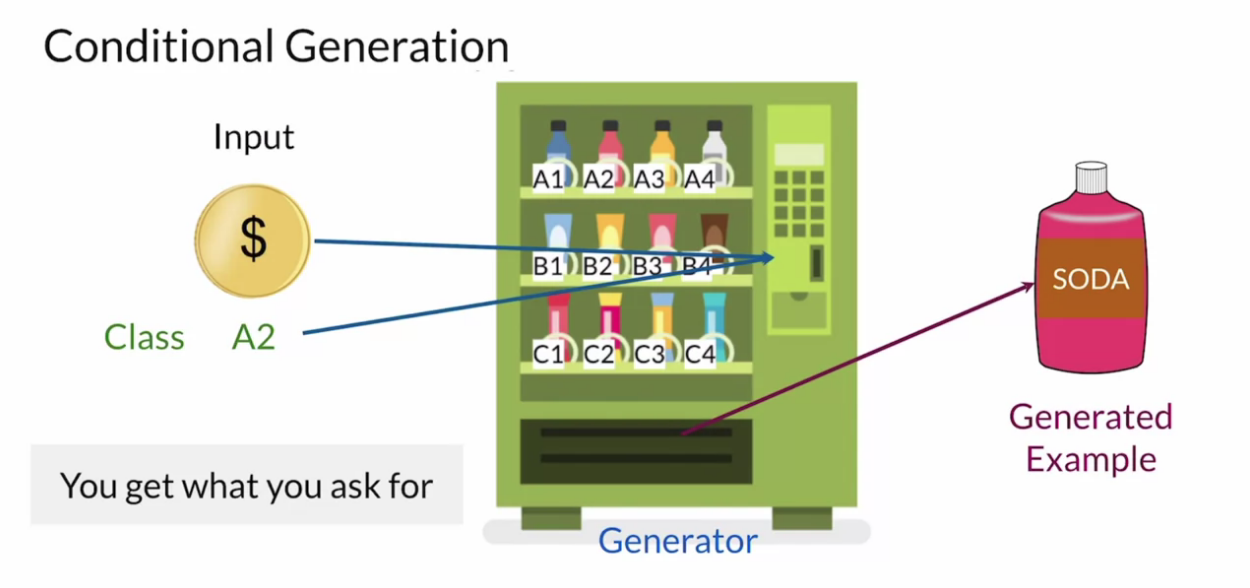 Conditional Generation
Input
$
Class A2
You get what you ask for
A1 A2 A3 A4
B1 B2 B3 B4
C1 C2 C3 C4
Generator
SODA
Generated
Example